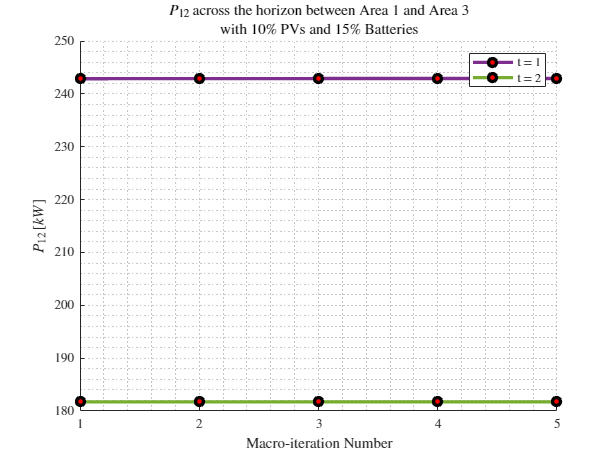 P12 across the horizon between Area 1 and Area 3
with 10% PVs and 15% Batteries
250
240
230
220
210
200
190
180
P12 [kW]
t = 1
t = 2
1 2 3 4 5
Macro-iteration Number